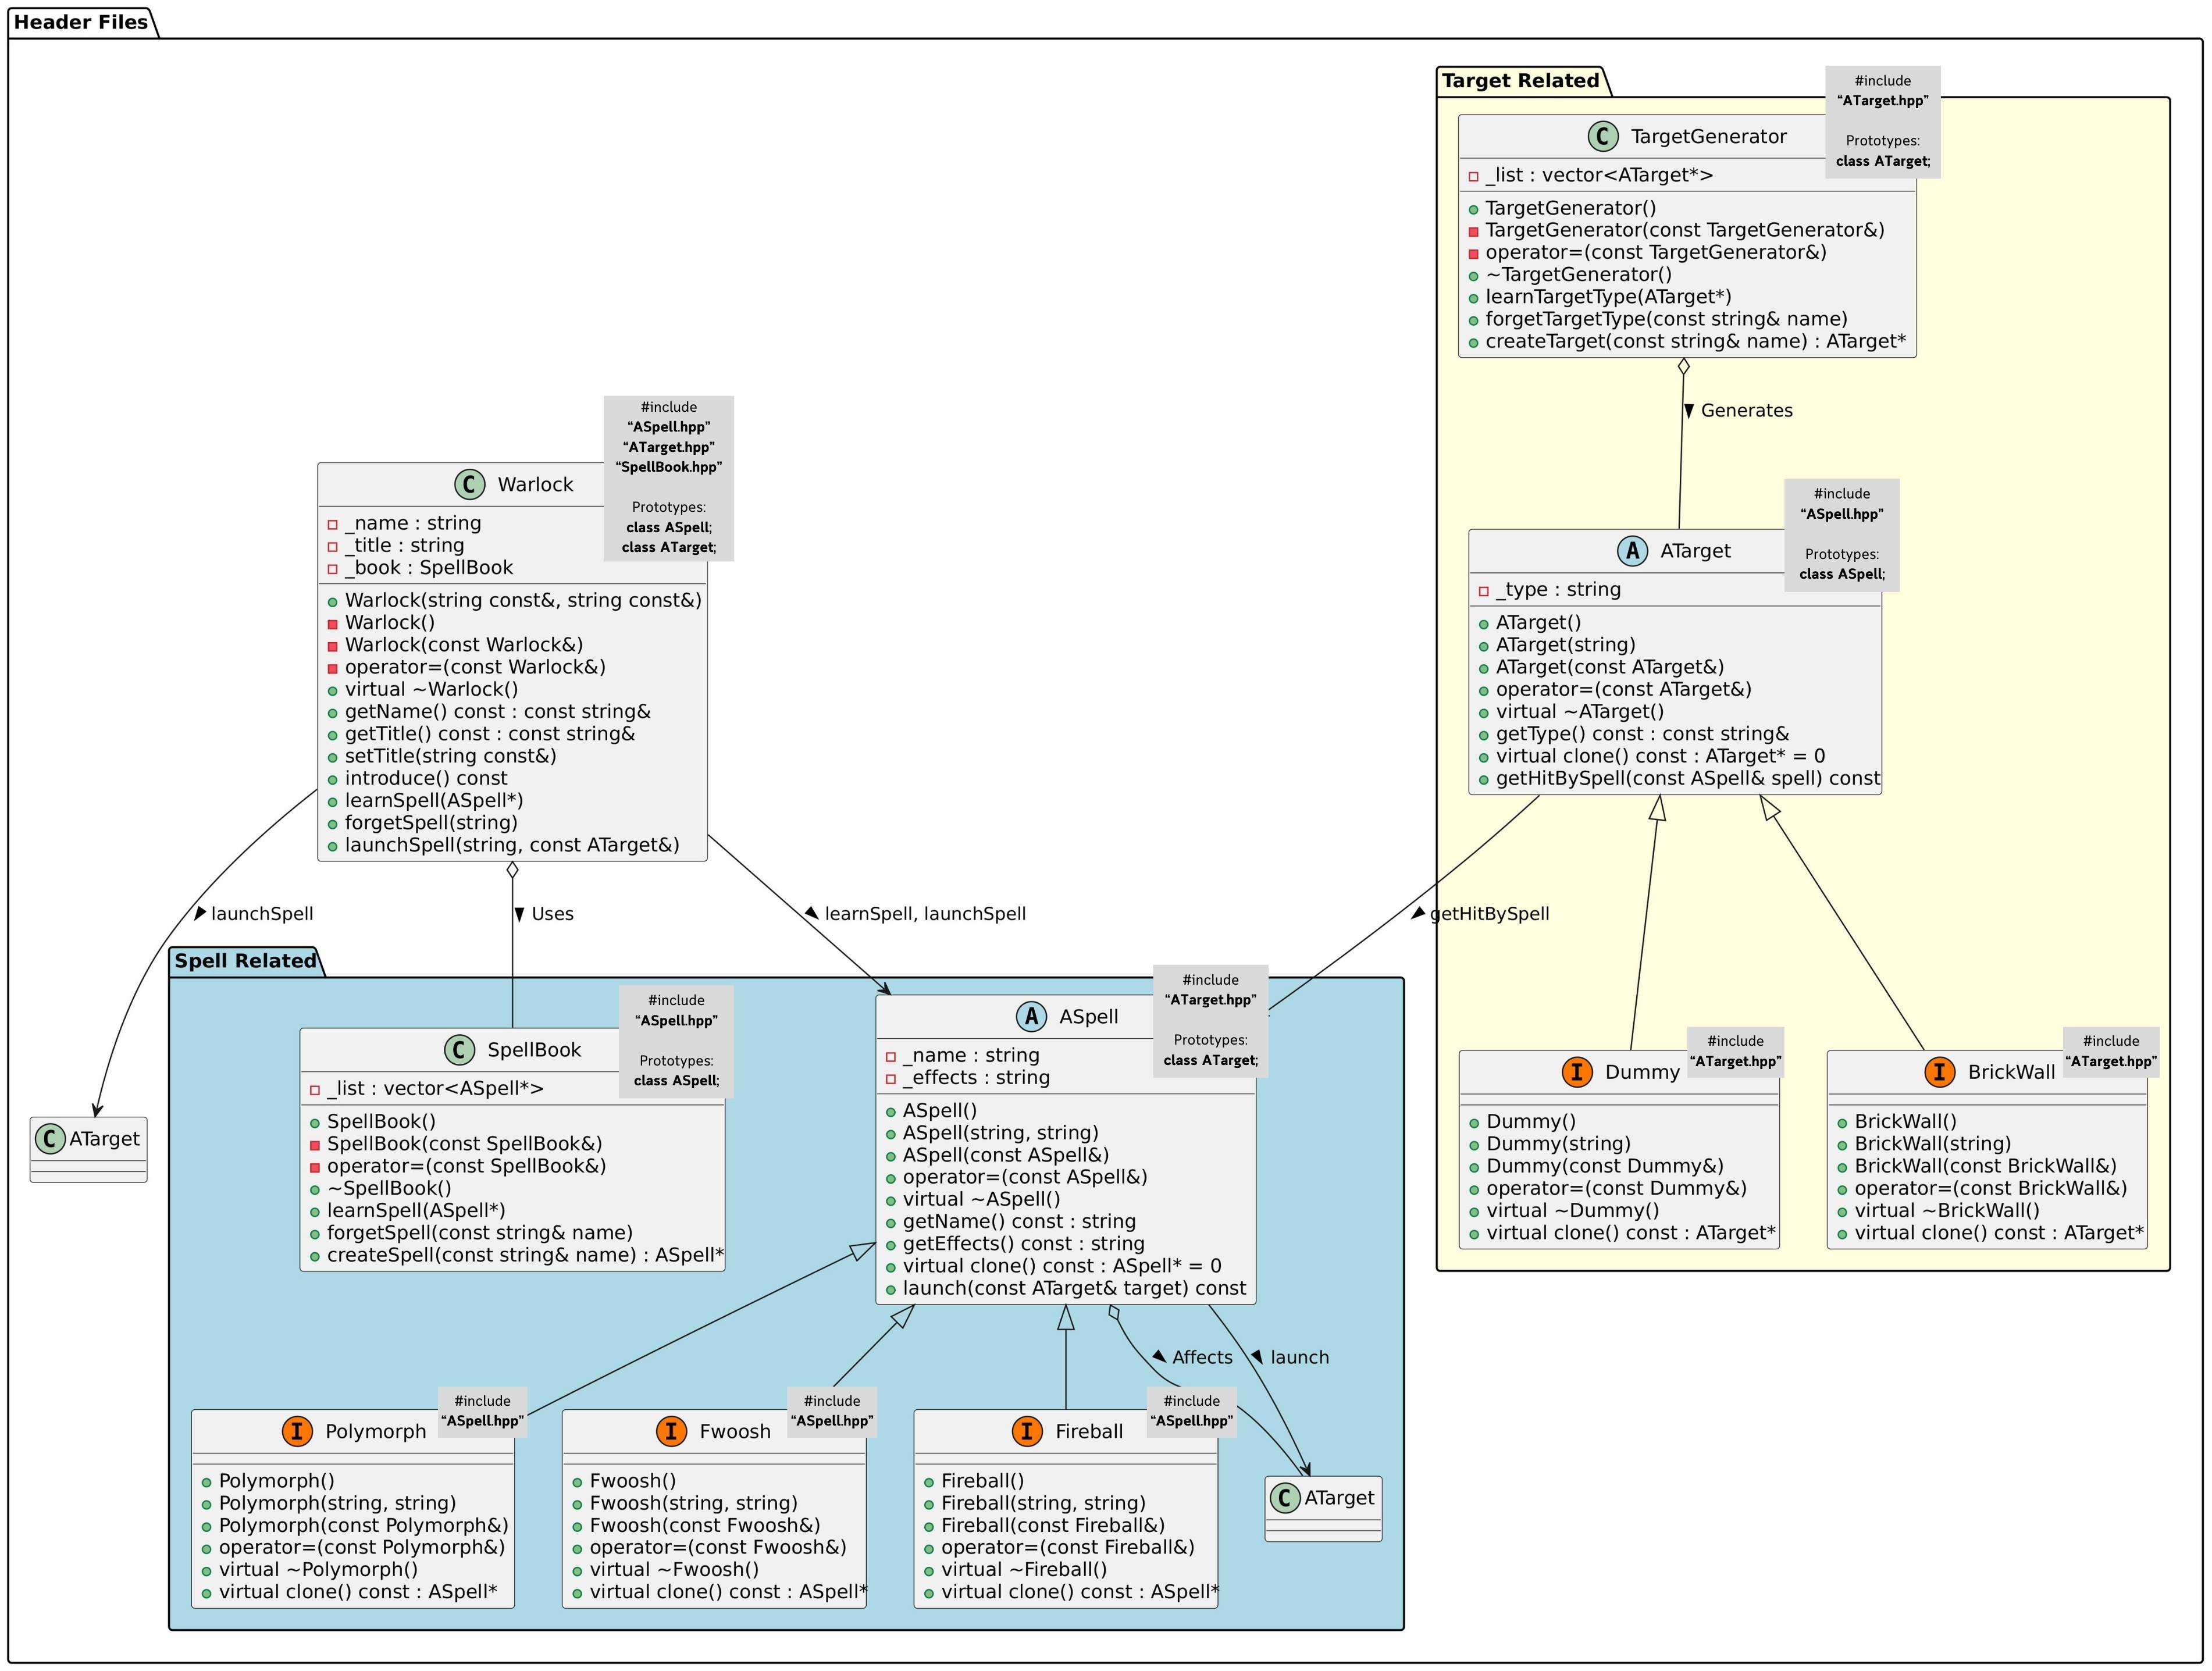 Header Files
Target Related
#include
“ATarget.hpp”
Prototypes:
class ATarget;
C TargetGenerator
_list : vector<ATarget*>
TargetGenerator()
TargetGenerator(const TargetGenerator&)
operator=(const TargetGenerator&)
~TargetGenerator()
learnTargetType(ATarget*)
forgetTargetType(const string& name)
createTarget(const string& name) : ATarget*
Generates
#include
“ASpell.hpp”
“ATarget.hpp”
“SpellBook.hpp”
Prototypes:
class ASpell;
class ATarget;
C Warlock
_name : string
_title : string
_book : SpellBook
Warlock(string const&, string const&)
Warlock()
Warlock(const Warlock&)
operator=(const Warlock&)
virtual ~Warlock()
getName() const : const string&
getTitle() const : const string&
setTitle(string const&)
introduce() const
learnSpell(ASpell*)
forgetSpell(string)
launchSpell(string, const ATarget&)
#include
“ASpell.hpp”
Prototypes:
class ASpell;
A ATarget
_type : string
ATarget()
ATarget(string)
ATarget(const ATarget&)
operator=(const ATarget&)
virtual ~ATarget()
getType() const : const string&
virtual clone() const : ATarget* = 0
getHitBySpell(const ASpell& spell) const
launchSpell
Uses
learnSpell, launchSpell
getHitBySpell
Spell Related
C ATarget
#include
“ASpell.hpp”
Prototypes:
class ASpell;
C SpellBook
_list : vector<ASpell*>
SpellBook()
SpellBook(const SpellBook&)
operator=(const SpellBook&)
~SpellBook()
learnSpell(ASpell*)
forgetSpell(const string& name)
createSpell(const string& name) : ASpell*
#include
“ATarget.hpp”
Prototypes:
class ATarget;
A ASpell
_name : string
_effects : string
ASpell()
ASpell(string, string)
ASpell(const ASpell&)
operator=(const ASpell&)
virtual ~ASpell()
getName() const : string
getEffects() const : string
virtual clone() const : ASpell* = 0
launch(const ATarget& target) const
#include
“ATarget.hpp”
I Dummy
Dummy()
Dummy(string)
Dummy(const Dummy&)
operator=(const Dummy&)
virtual ~Dummy()
virtual clone() const : ATarget*
#include
“ATarget.hpp”
I BrickWall
BrickWall()
BrickWall(string)
BrickWall(const BrickWall&)
operator=(const BrickWall&)
virtual ~BrickWall()
virtual clone() const : ATarget*
Affects
launch
#include
“ASpell.hpp”
I Polymorph
Polymorph()
Polymorph(string, string)
Polymorph(const Polymorph&)
operator=(const Polymorph&)
virtual ~Polymorph()
virtual clone() const : ASpell*
#include
“ASpell.hpp”
I Fwoosh
Fwoosh()
Fwoosh(string, string)
Fwoosh(const Fwoosh&)
operator=(const Fwoosh&)
virtual ~Fwoosh()
virtual clone() const : ASpell*
#include
“ASpell.hpp”
I Fireball
Fireball()
Fireball(string, string)
Fireball(const Fireball&)
operator=(const Fireball&)
virtual ~Fireball()
virtual clone() const : ASpell*
C ATarget